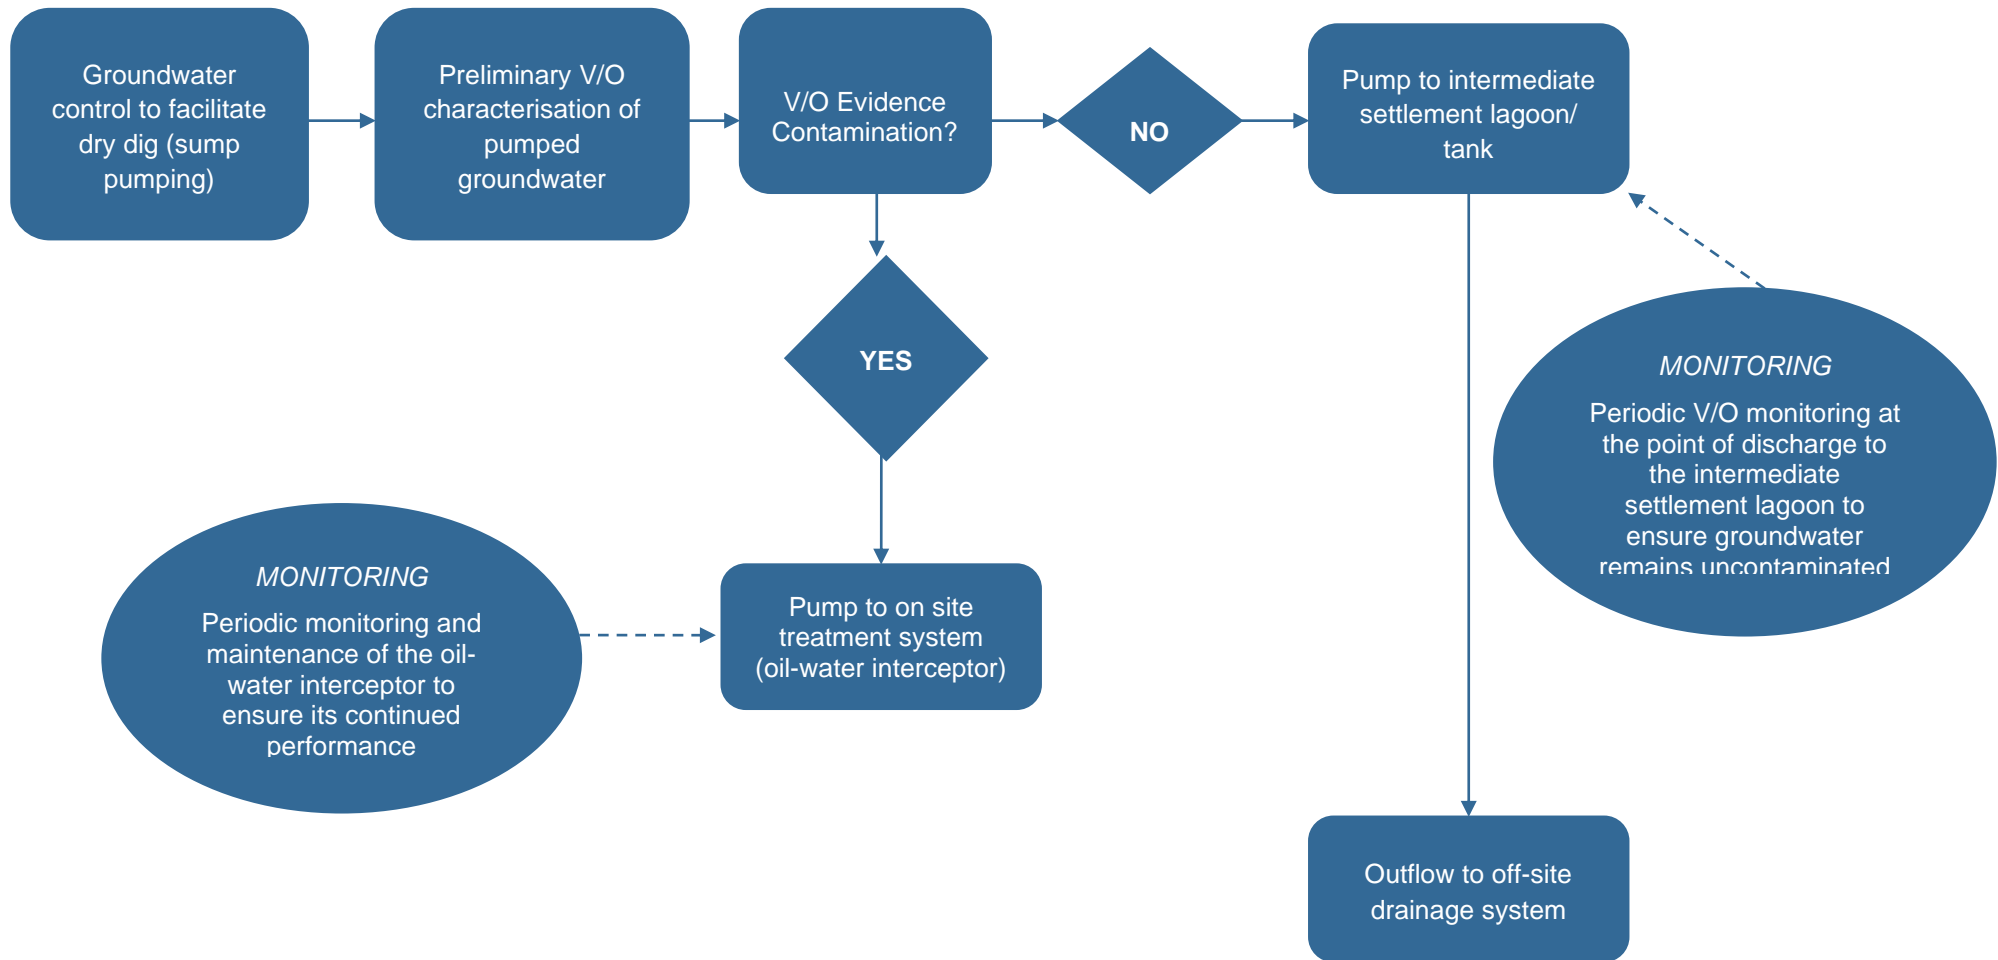 Groundwater
control to facilitate
dry dig (sump
pumping)
Preliminary V/O
characterisation of
pumped
groundwater
V/O Evidence
Contamination?
NO
Pump to intermediate
settlement lagoon/
tank
YES
MONITORING
Periodic V/O monitoring at
the point of discharge to
the intermediate
settlement lagoon to
ensure groundwater
remains uncontaminated
MONITORING
Periodic monitoring and
maintenance of the oil-
water interceptor to
ensure its continued
performance
Pump to on site
treatment system
(oil-water interceptor)
Outflow to off-site
drainage system